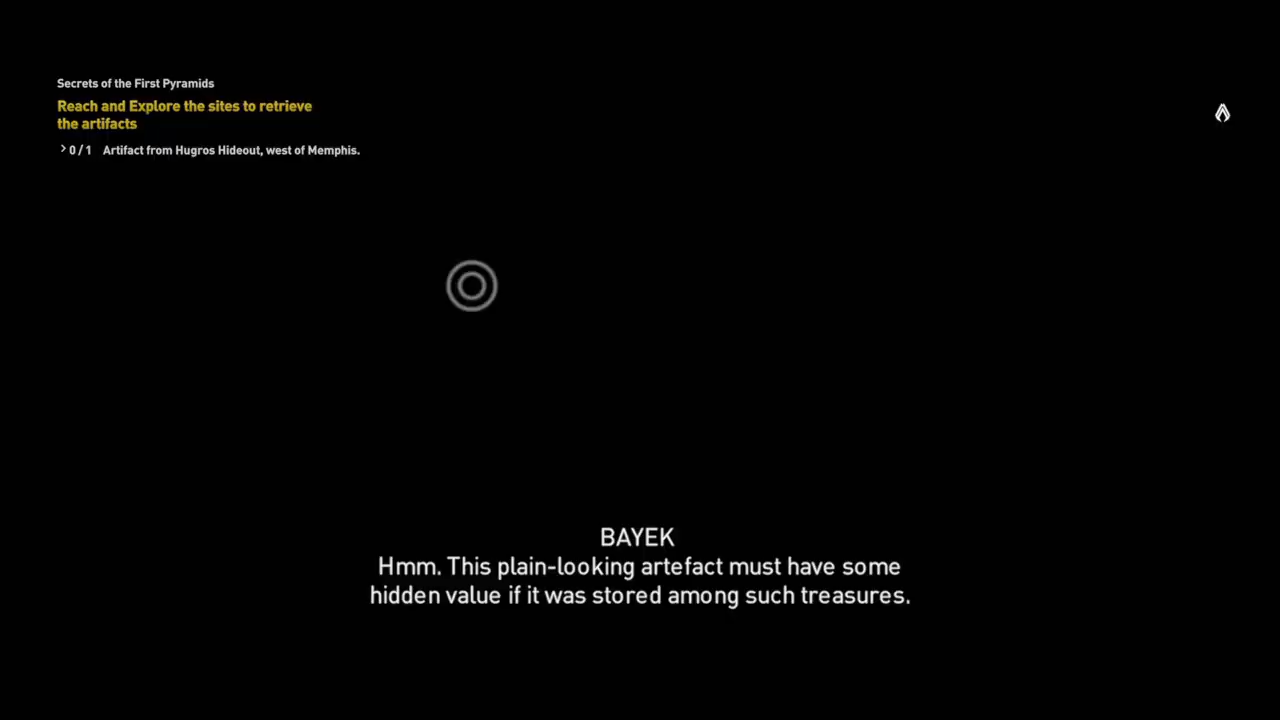 Secrets of the First Pyramids
Reach and Explore the sites to retrieve
the artifacts
> 0 / 1 Artifact from Hugros Hideout, west of Memphis.
BAYEK
Hmm. This plain-looking artefact must have some
hidden value if it was stored among such treasures.